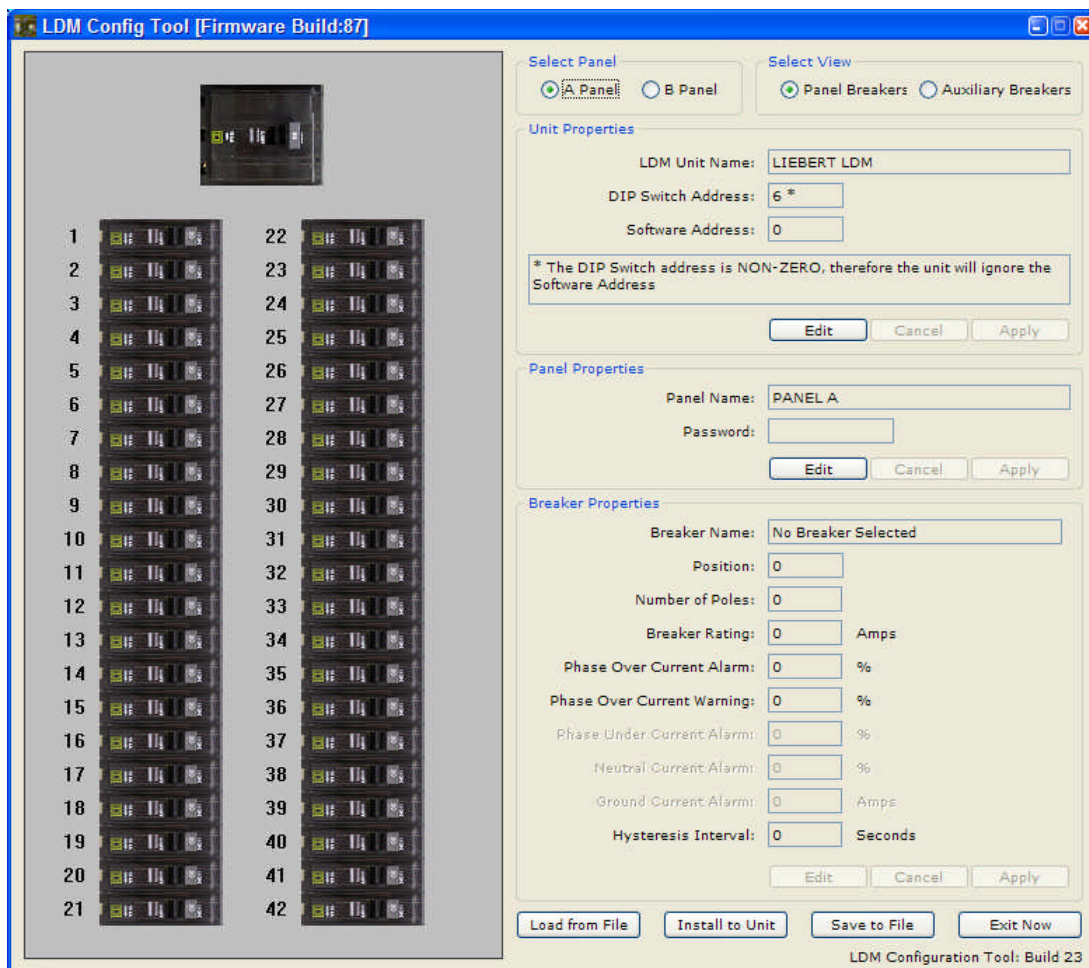 LDM Config Tool [Firmware Build:87]
Select Panel
A Panel B Panel
Select View
Panel Breakers Auxiliary Breakers
Unit Properties
LDM Unit Name: LIEBERT LDM
DIP Switch Address: 6 *
Software Address: 0
* The DIP Switch address is NON-ZERO, therefore the unit will ignore the
Software Address
Edit Cancel Apply
Panel Properties
Panel Name: PANEL A
Password:
Edit Cancel Apply
Breaker Properties
Breaker Name: No Breaker Selected
Position: 0
Number of Poles: 0
Breaker Rating: 0 Amps
Phase Over Current Alarm: 0 %
Phase Over Current Warning: 0 %
Phase Under Current Alarm: 0 %
Neutral Current Alarm: 0 %
Ground Current Alarm: 0 Amps
Hysteresis Interval: 0 Seconds
Edit Cancel Apply
1 22
2 23
3 24
4 25
5 26
6 27
7 28
8 29
9 30
10 31
11 32
12 33
13 34
14 35
15 36
16 37
17 38
18 39
19 40
20 41
21 42
Load from File Install to Unit Save to File Exit Now
LDM Configuration Tool: Build 23